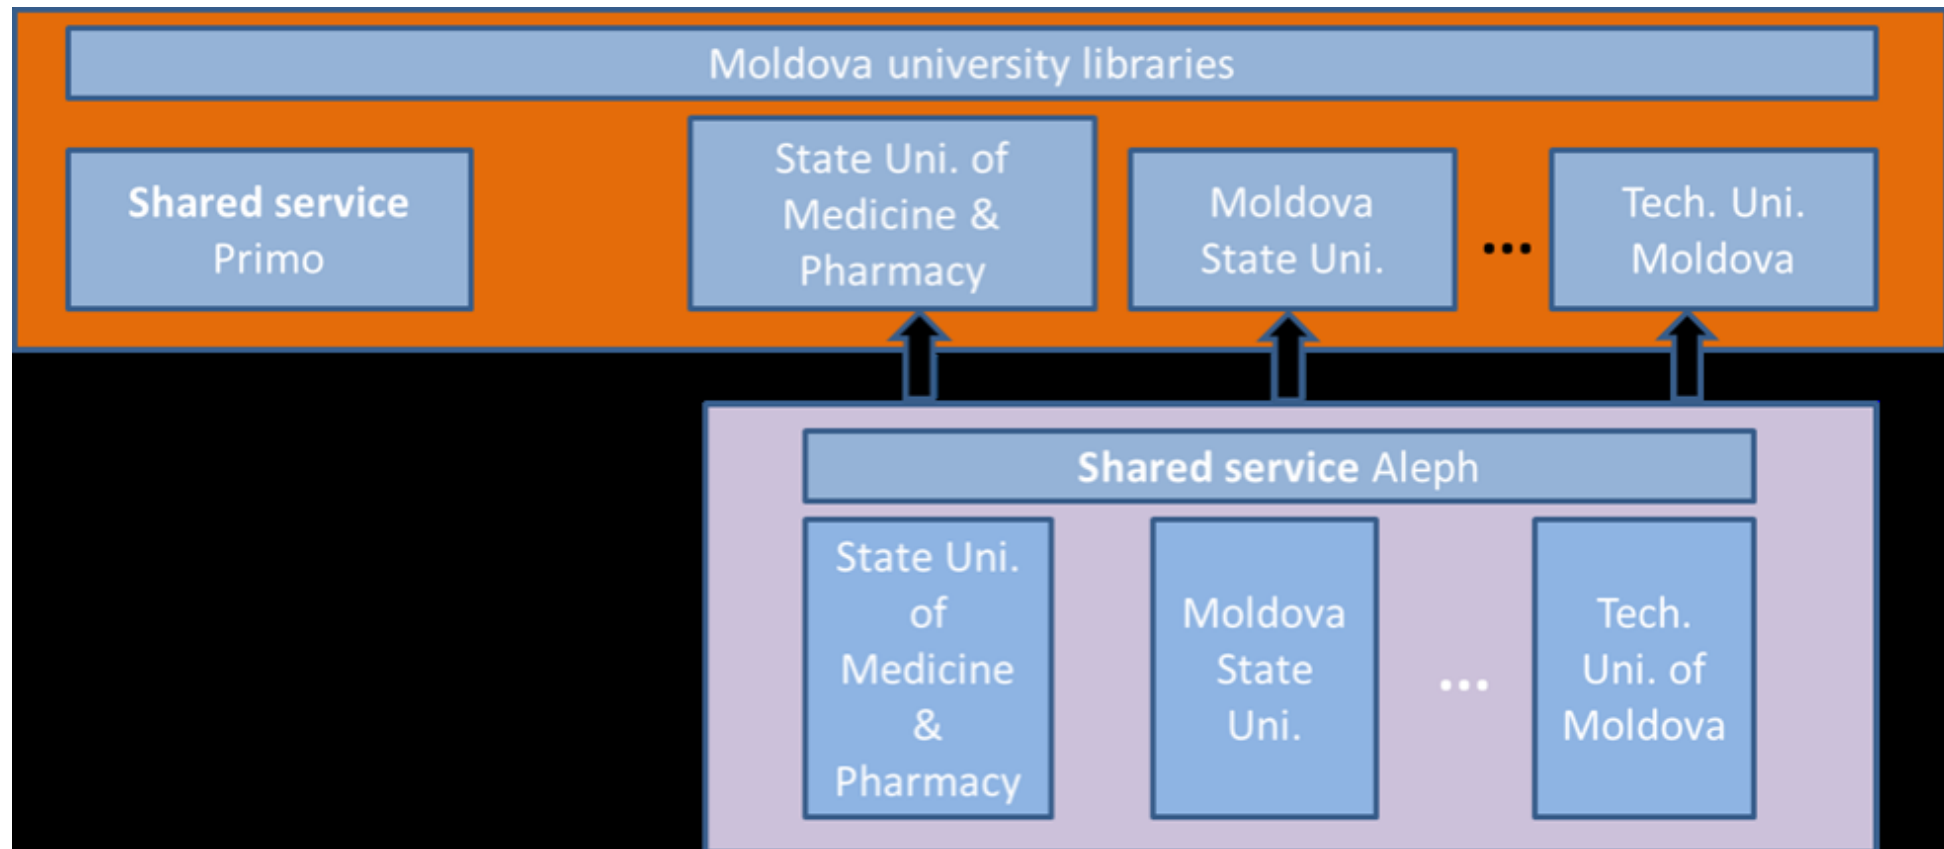 Moldova university libraries
Shared service
Primo
State Uni. of
Medicine &
Pharmacy
Moldova
State Uni.
...
Tech. Uni.
Moldova
Shared service Aleph
State Uni.
of
Medicine
&
Pharmacy
Moldova
State
Uni.
...
Tech.
Uni. of
Moldova